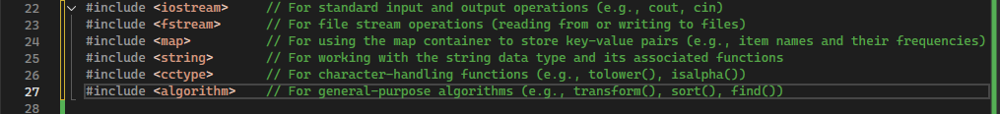 22 #include <iostream> // For standard input and output operations (e.g., cout, cin)
23 #include <fstream> // For file stream operations (reading from or writing to files)
24 #include <map> // For using the map container to store key-value pairs (e.g., item names and their frequencies)
25 #include <string> // For working with the string data type and its associated functions
26 #include <cctype> // For character-handling functions (e.g., tolower(), isalpha())
27 #include <algorithm> // For general-purpose algorithms (e.g., transform(), sort(), find())
28